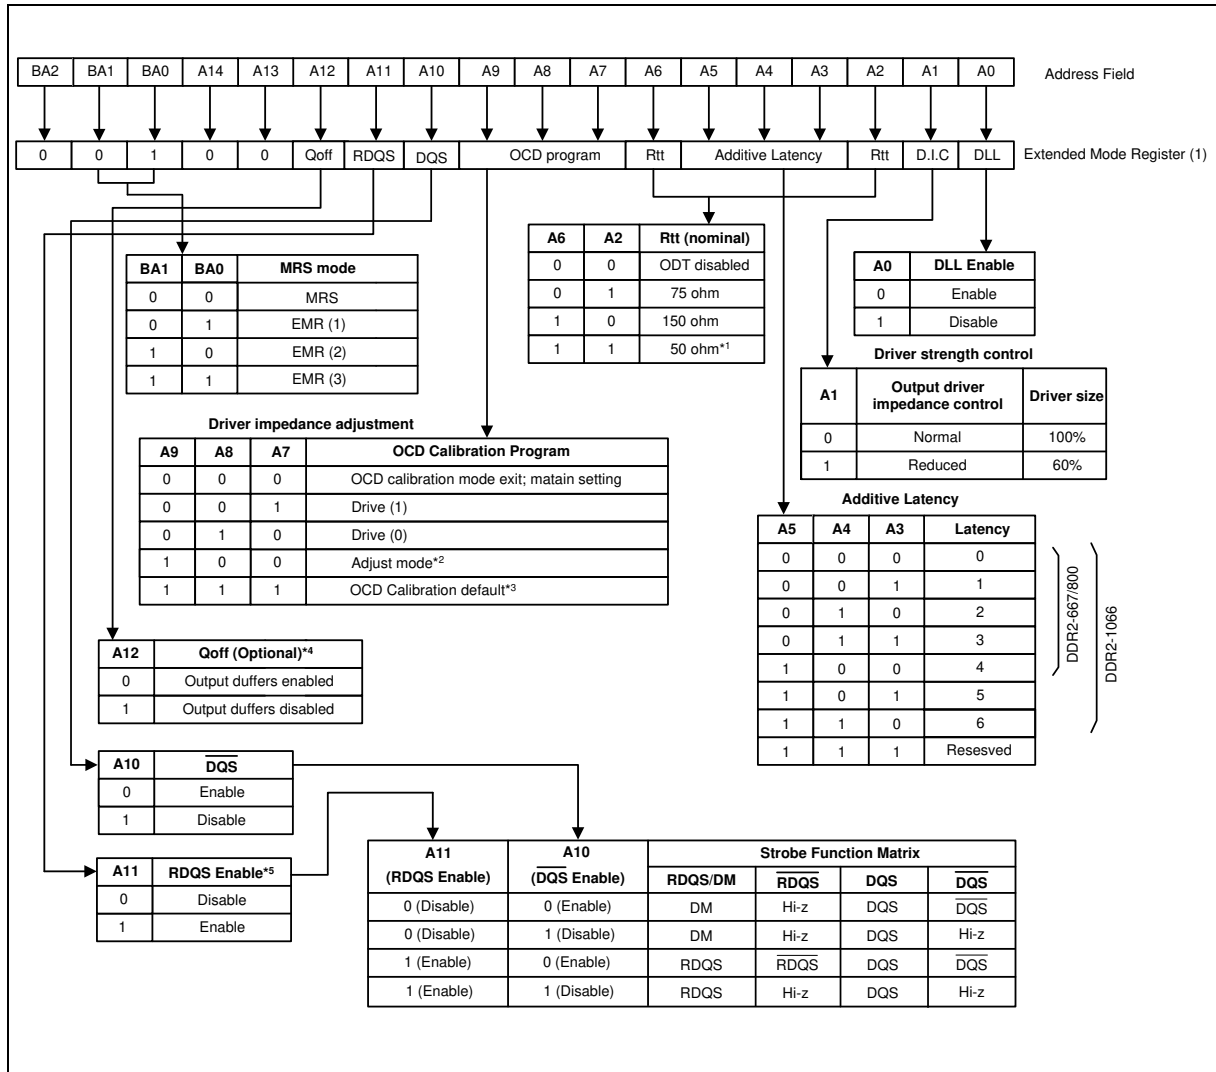 BA2 BA1 BA0 A14 A13 A12 A11 A10 A9 A8 A7 A6 A5 A4 A3 A2 A1 A0 Address Field
0 0 1 0 0 Qoff RDQS DQS OCD program Rtt Additive Latency Rtt D.I.C DLL Extended Mode Register (1)
BA1 BA0 MRS mode
0 0 MRS
0 1 EMR (1)
1 0 EMR (2)
1 1 EMR (3)
A6 A2 Rtt (nominal)
0 0 ODT disabled
0 1 75 ohm
1 0 150 ohm
1 1 50 ohm*1
A0 DLL Enable
0 Enable
1 Disable
Driver strength control
A1 Output driver impedance control Driver size
0 Normal 100%
1 Reduced 60%
Driver impedance adjustment
A9 A8 A7 OCD Calibration Program
0 0 0 OCD calibration mode exit; matain setting
0 0 1 Drive (1)
0 1 0 Drive (0)
1 0 0 Adjust mode*2
1 1 1 OCD Calibration default*3
Additive Latency
A5 A4 A3 Latency
0 0 0 0
0 0 1 1
0 1 0 2
0 1 1 3
1 0 0 4
1 0 1 5
1 1 0 6
1 1 1 Resesved
DDR2-667/800
DDR2-1066
A12 Qoff (Optional)*4
0 Output duffers enabled
1 Output duffers disabled
A10 D̅Q̅S̅
0 Enable
1 Disable
A11 RDQS Enable*5
0 Disable
1 Enable
A11 A10 Strobe Function Matrix
(RDQS Enable) (D̅Q̅S̅ Enable) RDQS/DM R̅D̅Q̅S̅ DQS D̅Q̅S̅
0 (Disable) 0 (Enable) DM Hi-z DQS D̅Q̅S̅
0 (Disable) 1 (Disable) DM Hi-z DQS Hi-z
1 (Enable) 0 (Enable) RDQS R̅D̅Q̅S̅ DQS D̅Q̅S̅
1 (Enable) 1 (Disable) RDQS Hi-z DQS Hi-z